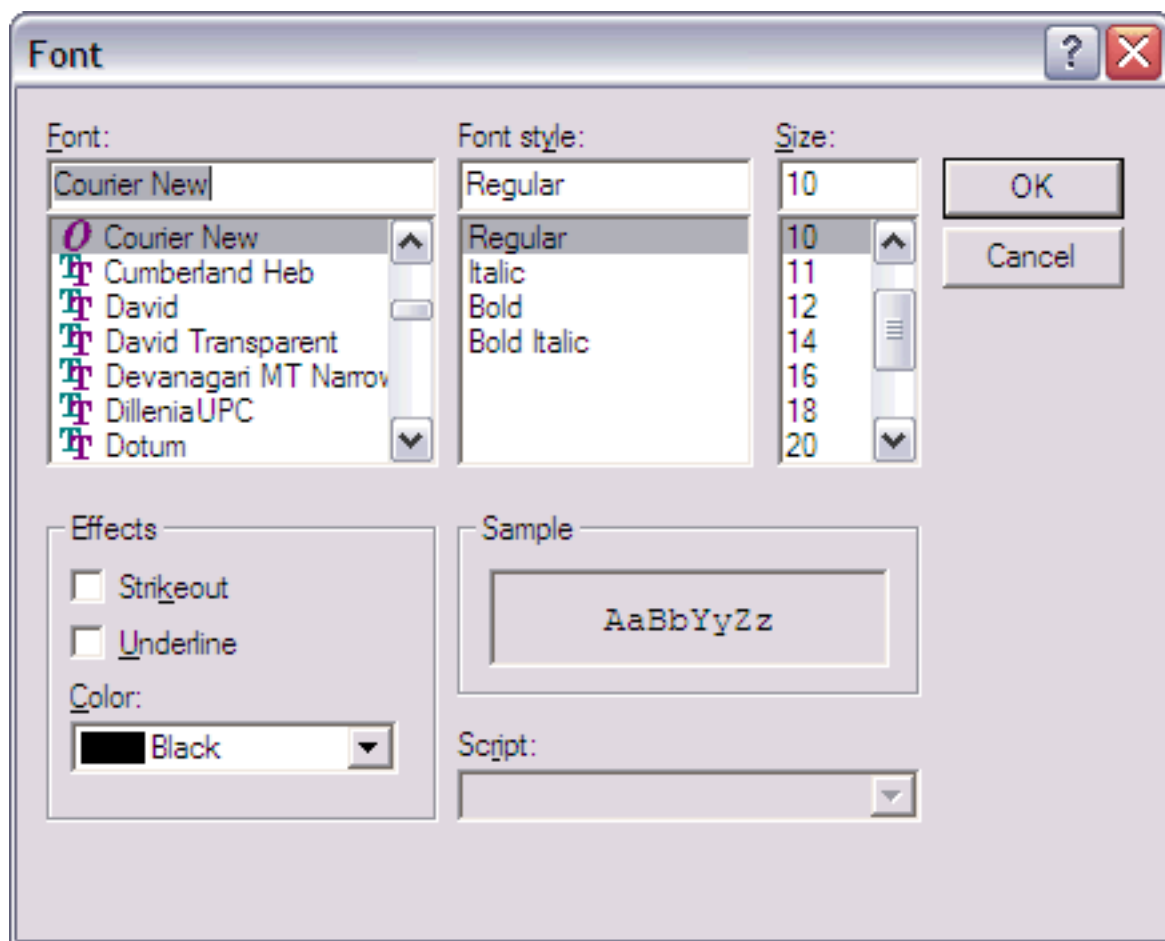 Font
?
Font:
Courier New
Courier New
Cumberland Heb
David
David Transparent
Devanagari MT Narrow
DilleniaUPC
Dotum
Font style:
Regular
Regular
Italic
Bold
Bold Italic
Size:
10
10
11
12
14
16
18
20
OK
Cancel
Effects
Strikeout
Underline
Color:
Black
Sample
AaBbYyZz
Script: